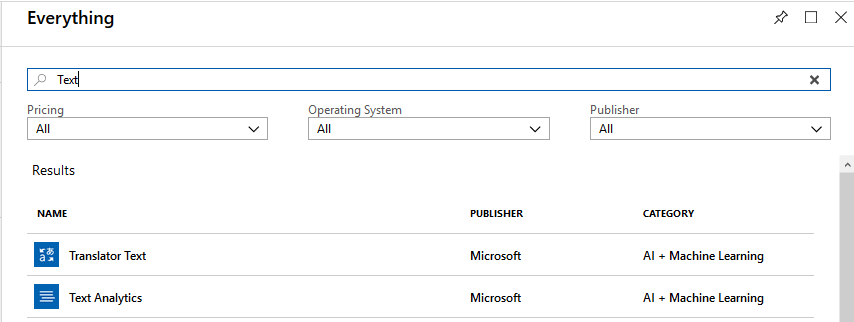 Everything
Text
Pricing Operating System Publisher
All All All
Results
NAME PUBLISHER CATEGORY
Translator Text Microsoft AI + Machine Learning
Text Analytics Microsoft AI + Machine Learning